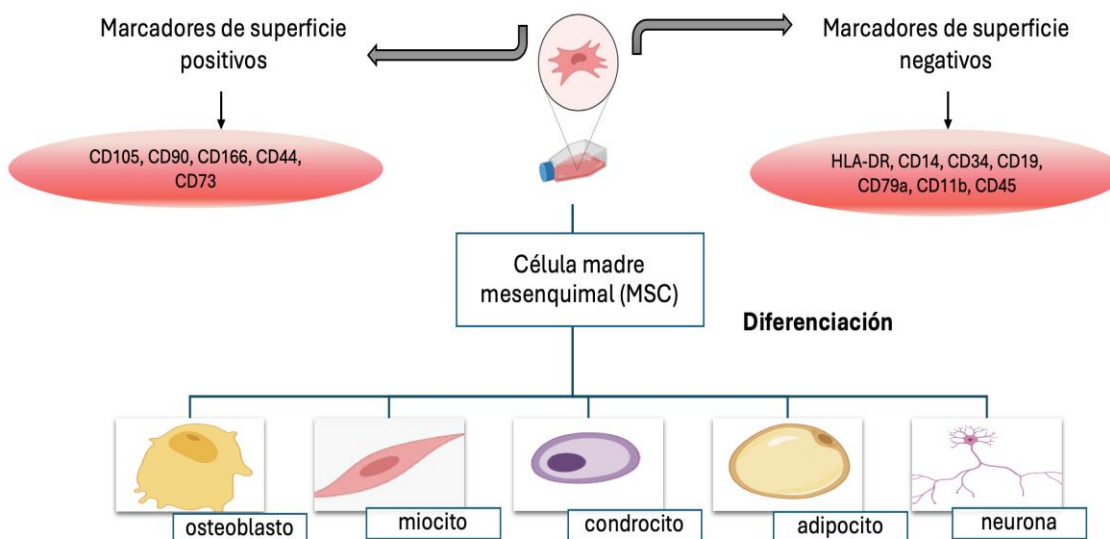 Marcadores de superficie
positivos
CD105, CD90, CD166, CD44,
CD73
Marcadores de superficie
negativos
HLA-DR, CD14, CD34, CD19,
CD79a, CD11b, CD45
Célula madre
mesenquimal (MSC)
Diferenciación
osteoblasto
miocito
condrocito
adipocito
neurona